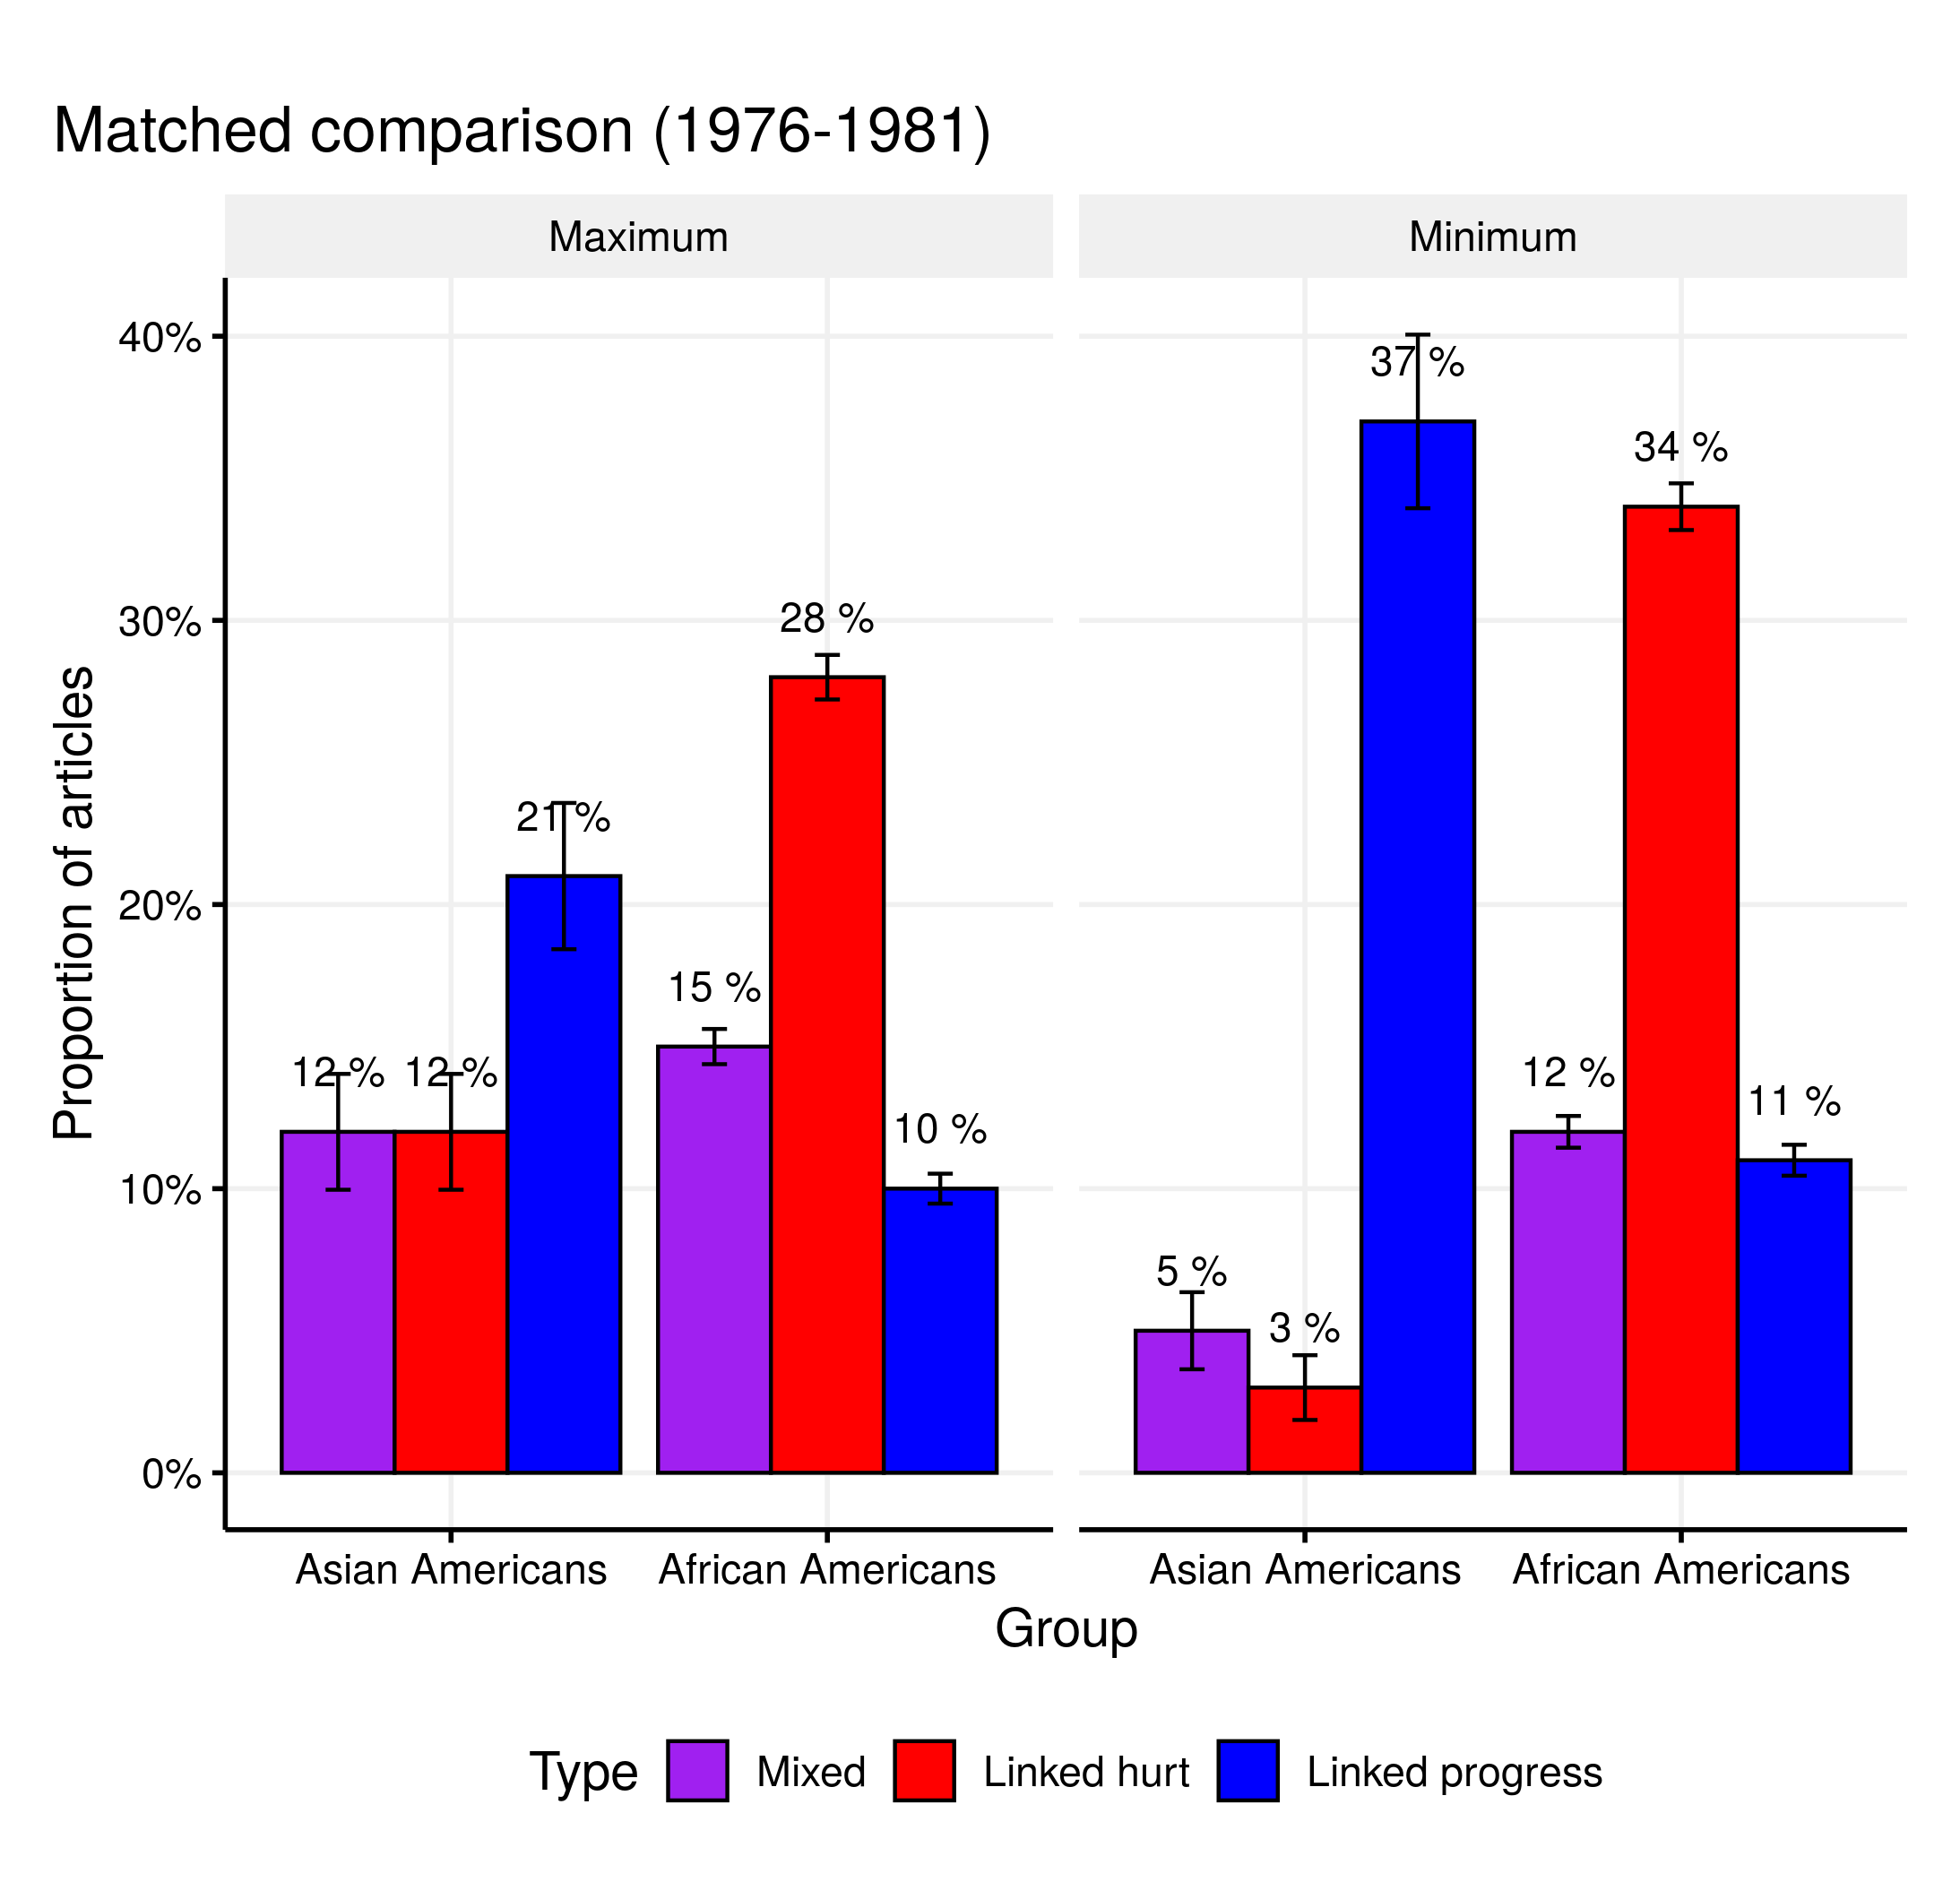 Matched comparison (1976-1981)
Maximum
Minimum
40%
30%
20%
10%
0%
Proportion of articles
12 %
12 %
21 %
15 %
28 %
10 %
5 %
3 %
37 %
12 %
34 %
11 %
Asian Americans
African Americans
Asian Americans
African Americans
Group
Type
Mixed
Linked hurt
Linked progress